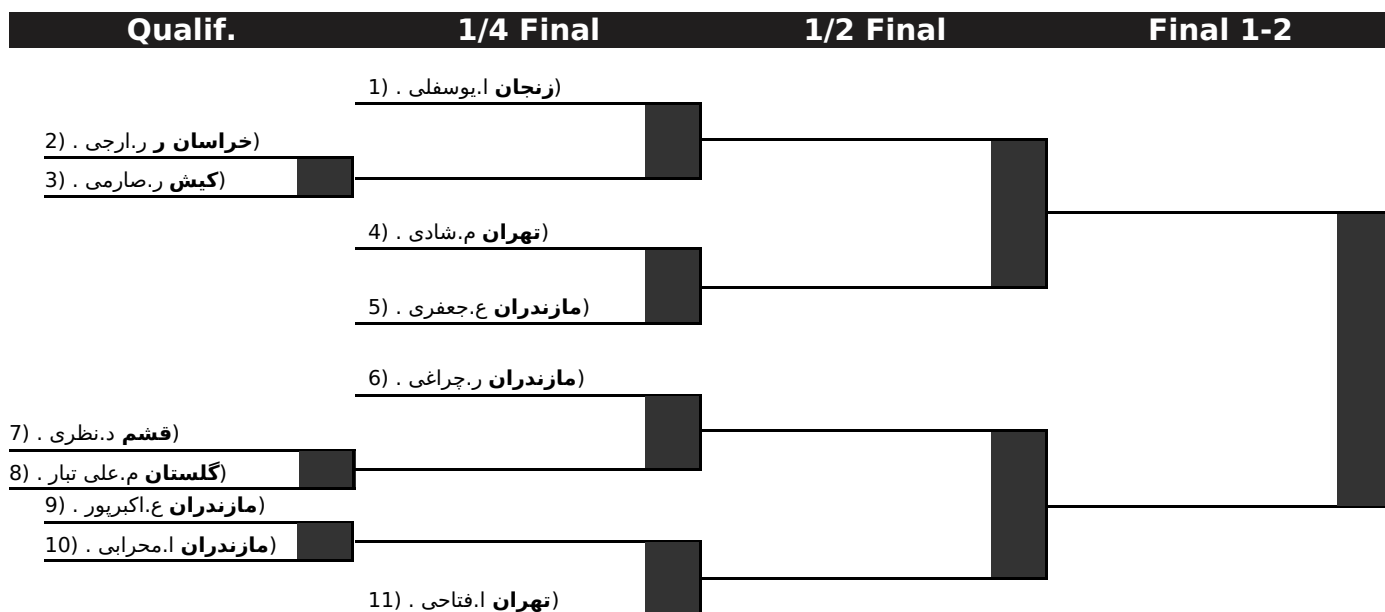 Qualif. 1/4 Final 1/2 Final Final 1-2
1) . ا.یوسفلی زنجان)
2) . ر.ارجی خراسان ر)
3) . ر.صارمی کیش)
4) . م.شادی تهران)
5) . ع.جعفری مازندران)
6) . ر.چراغی مازندران)
7) . د.نظری قشم)
8) . م.علی تبار گلستان)
9) . ع.اکبرپور مازندران)
10) . ا.محرابی مازندران)
11) . ا.فتاحی تهران)